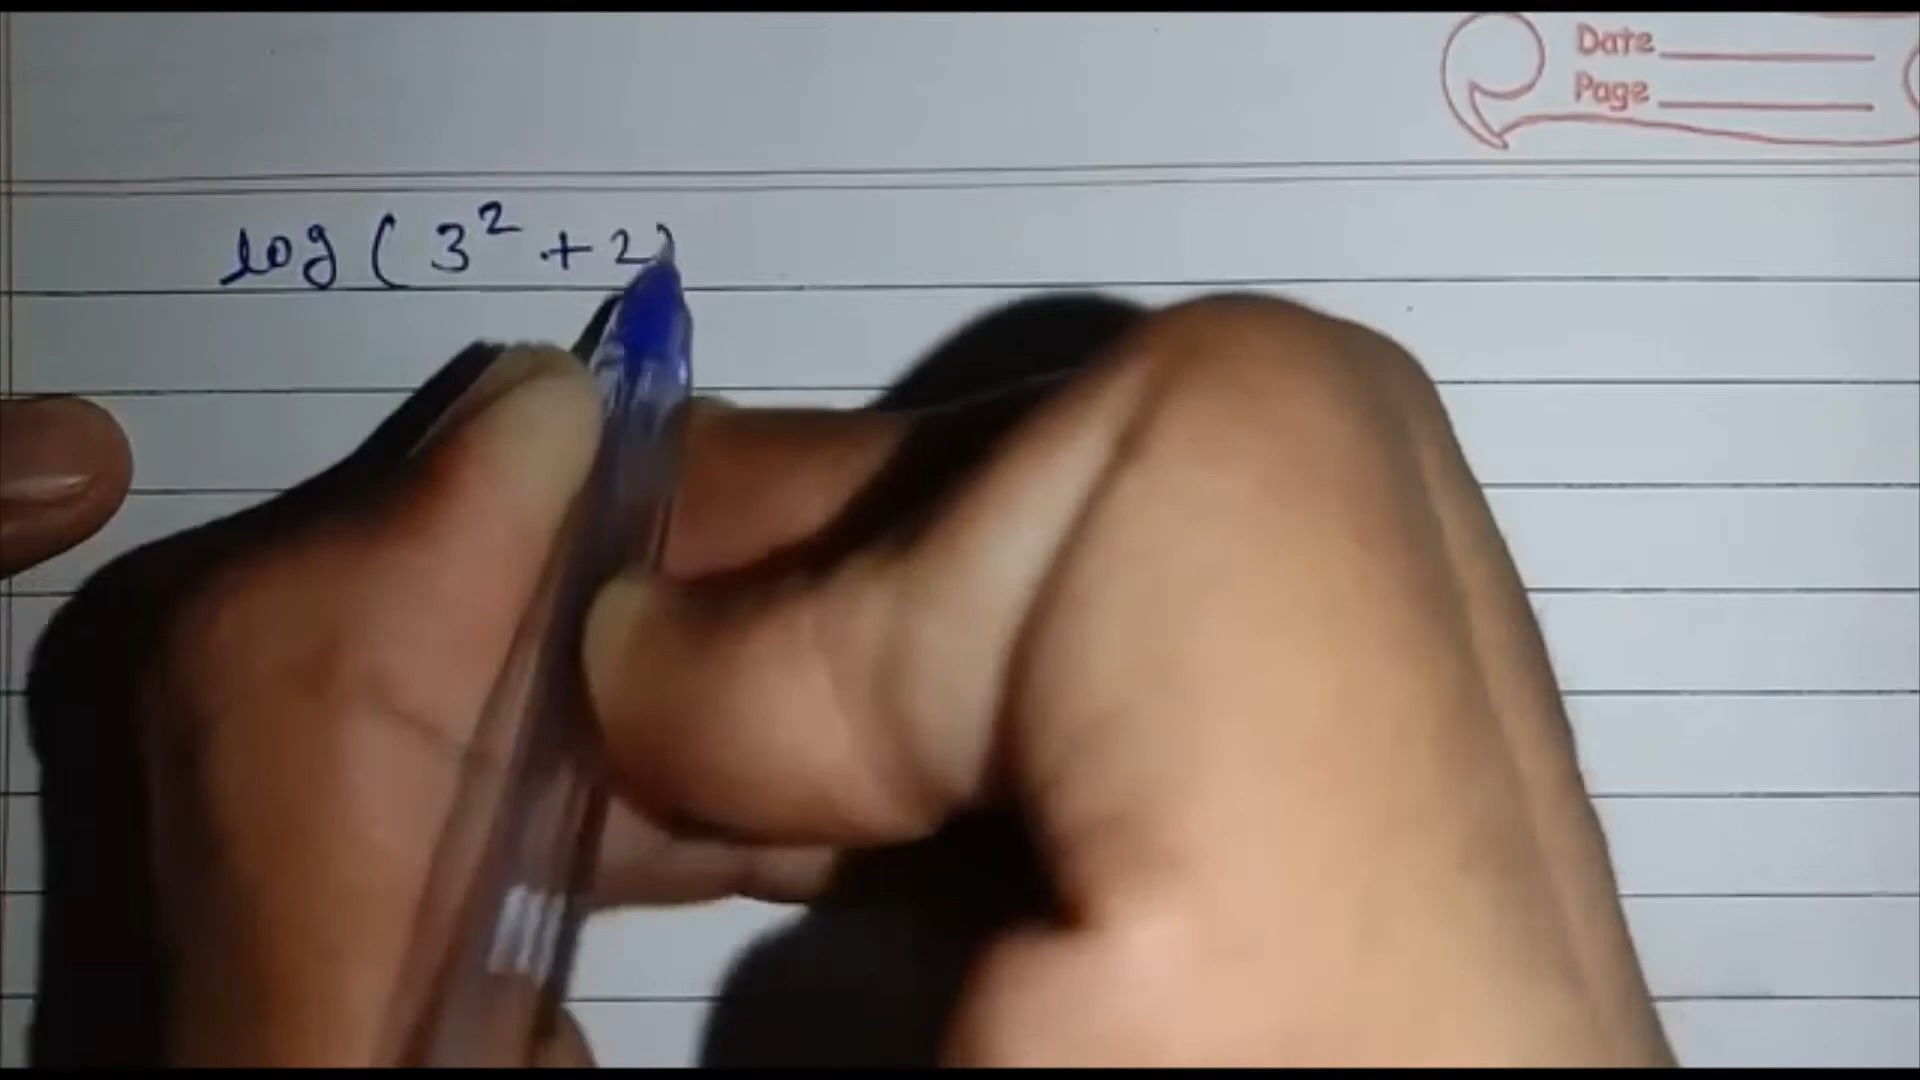 Date
Page
log ( 3² + 2)